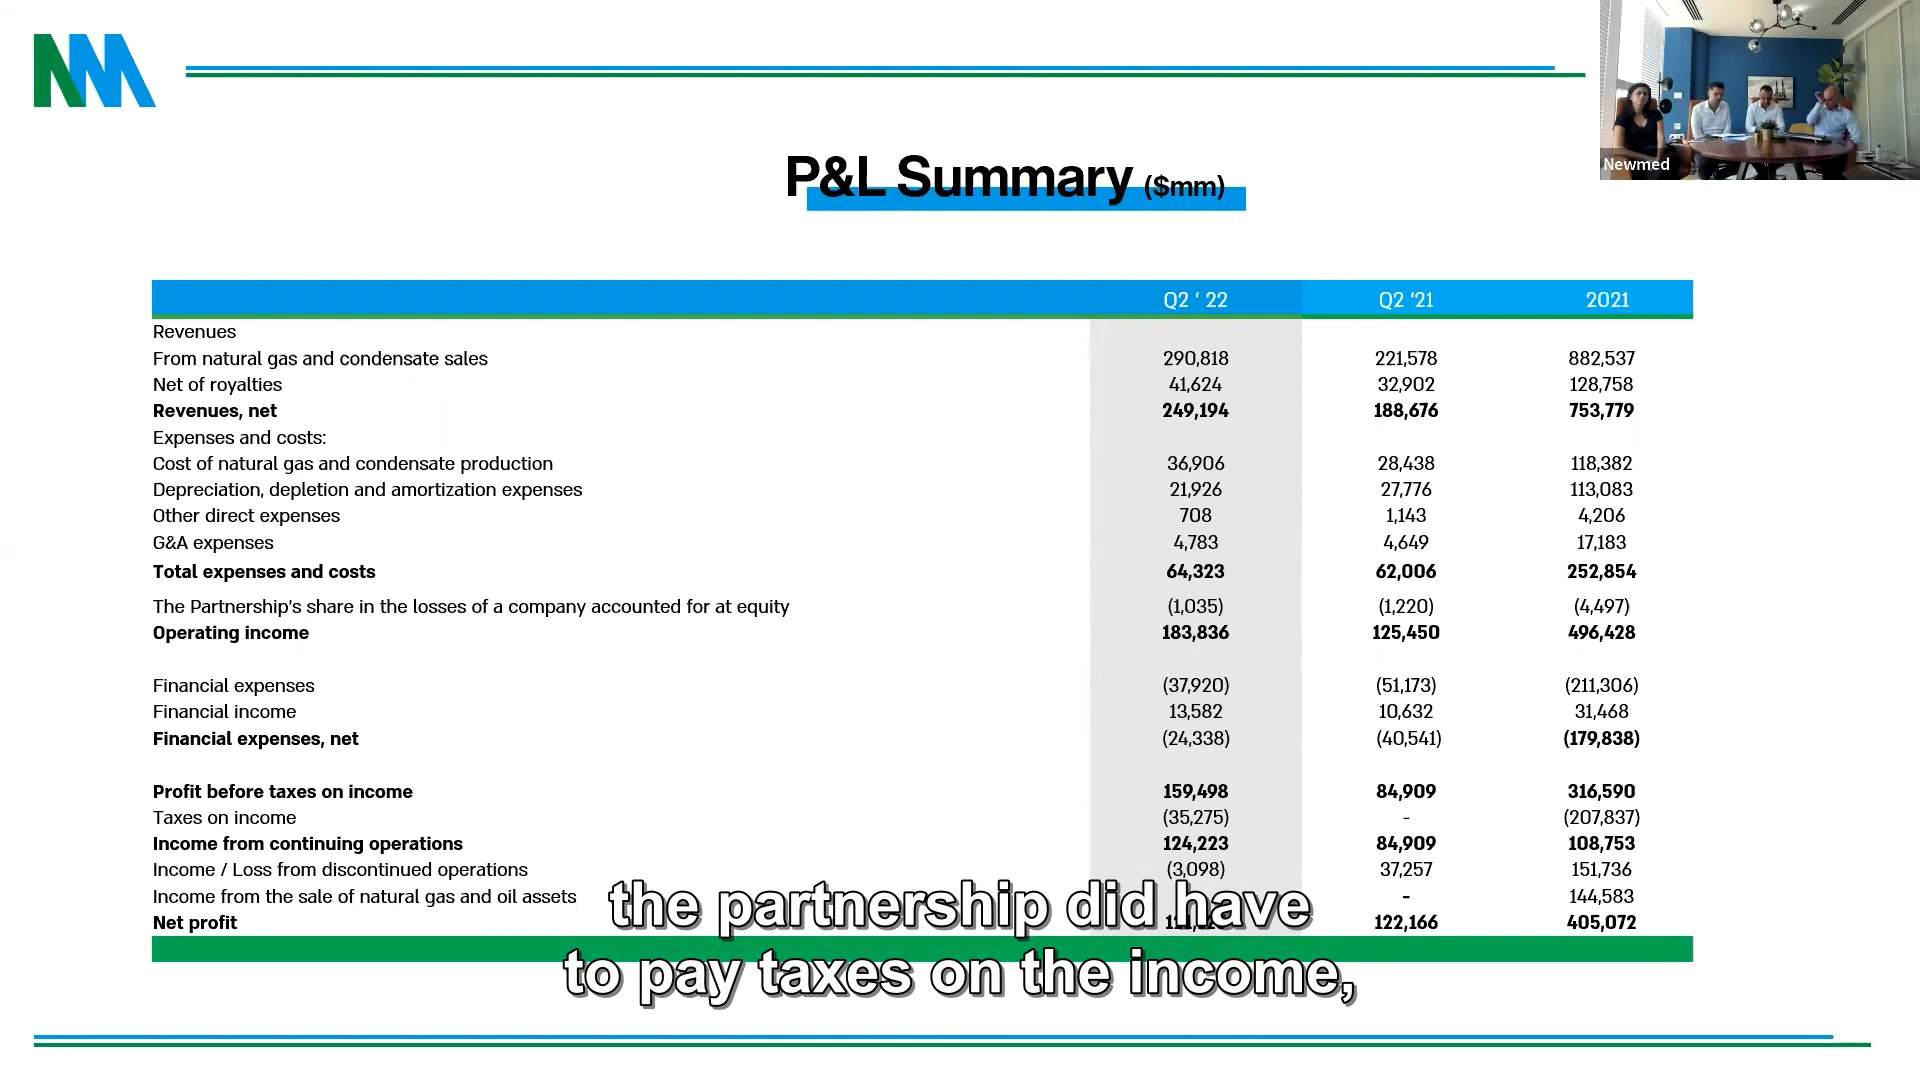 NM
Newmed
P&L Summary ($mm)
Q2 ' 22 Q2 '21 2021
Revenues
From natural gas and condensate sales 290,818 221,578 882,537
Net of royalties 41,624 32,902 128,758
Revenues, net 249,194 188,676 753,779
Expenses and costs:
Cost of natural gas and condensate production 36,906 28,438 118,382
Depreciation, depletion and amortization expenses 21,926 27,776 113,083
Other direct expenses 708 1,143 4,206
G&A expenses 4,783 4,649 17,183
Total expenses and costs 64,323 62,006 252,854
The Partnership's share in the losses of a company accounted for at equity (1,035) (1,220) (4,497)
Operating income 183,836 125,450 496,428
Financial expenses (37,920) (51,173) (211,306)
Financial income 13,582 10,632 31,468
Financial expenses, net (24,338) (40,541) (179,838)
Profit before taxes on income 159,498 84,909 316,590
Taxes on income (35,275) - (207,837)
Income from continuing operations 124,223 84,909 108,753
Income / Loss from discontinued operations (3,098) 37,257 151,736
Income from the sale of natural gas and oil assets - 144,583
Net profit 122,166 405,072
the partnership did have
to pay taxes on the income,